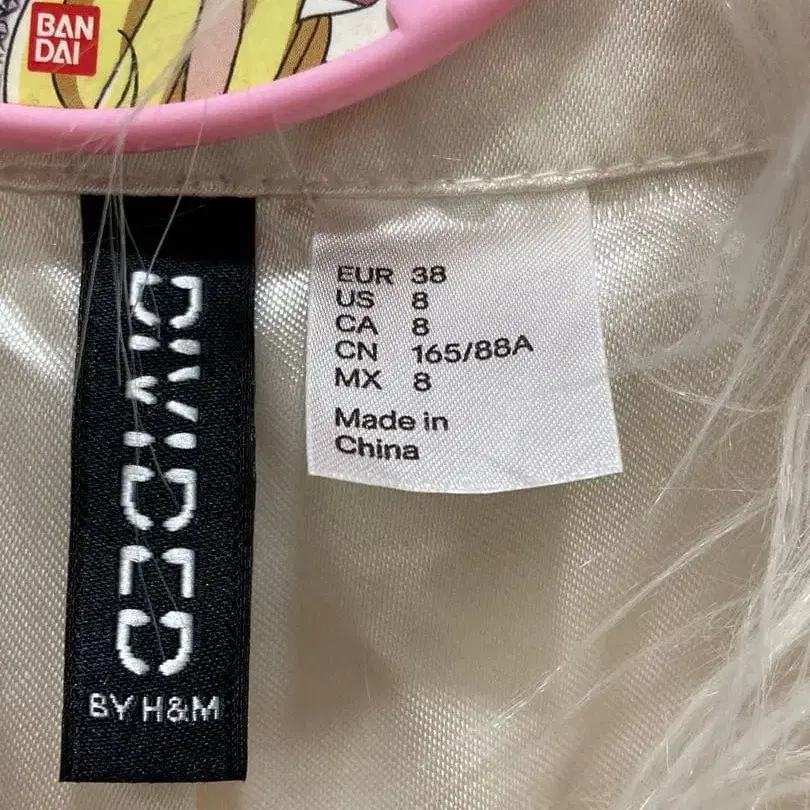 BAN
DAI
DIVIDED
BY H&M
EUR 38
US 8
CA 8
CN 165/88A
MX 8
Made in
China